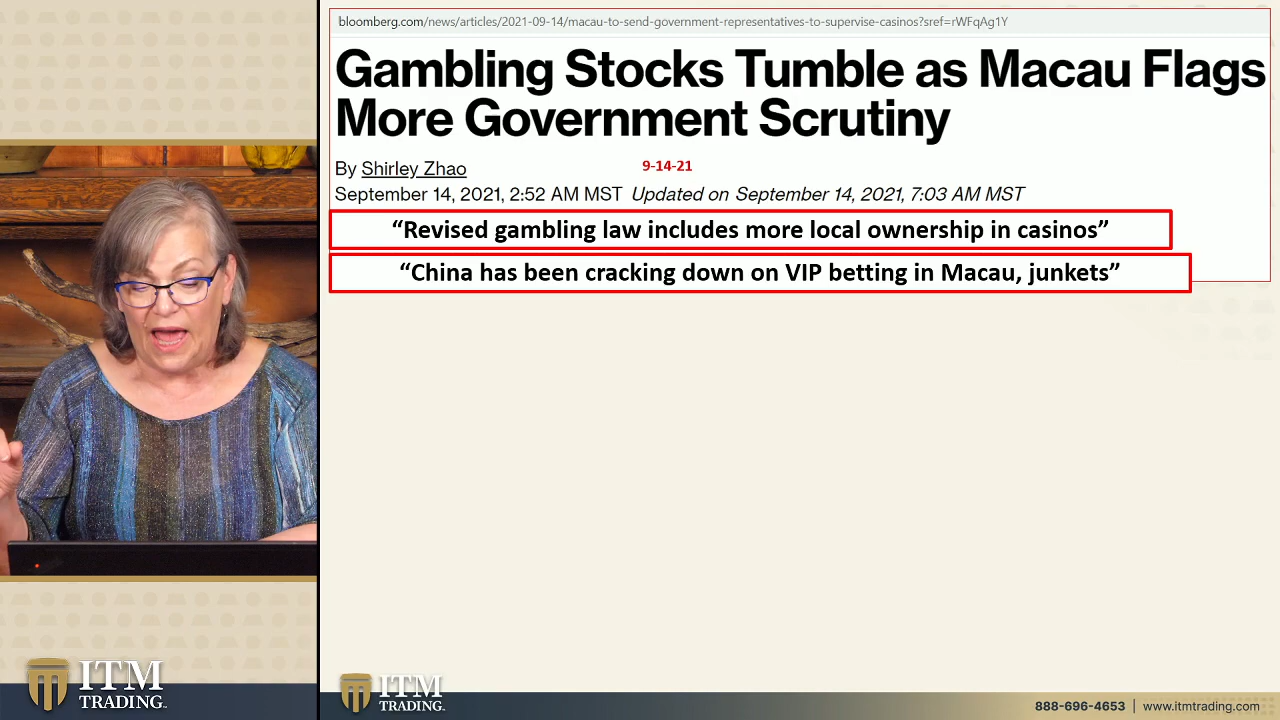 bloomberg.com/news/articles/2021-09-14/macau-to-send-government-representatives-to-supervise-casinos?sref=rWFqAg1Y
Gambling Stocks Tumble as Macau Flags
More Government Scrutiny
By Shirley Zhao
9-14-21
September 14, 2021, 2:52 AM MST Updated on September 14, 2021, 7:03 AM MST
“Revised gambling law includes more local ownership in casinos”
“China has been cracking down on VIP betting in Macau, junkets”
ITM
TRADING
ITM
TRADING
888-696-4653 | www.itmtrading.com